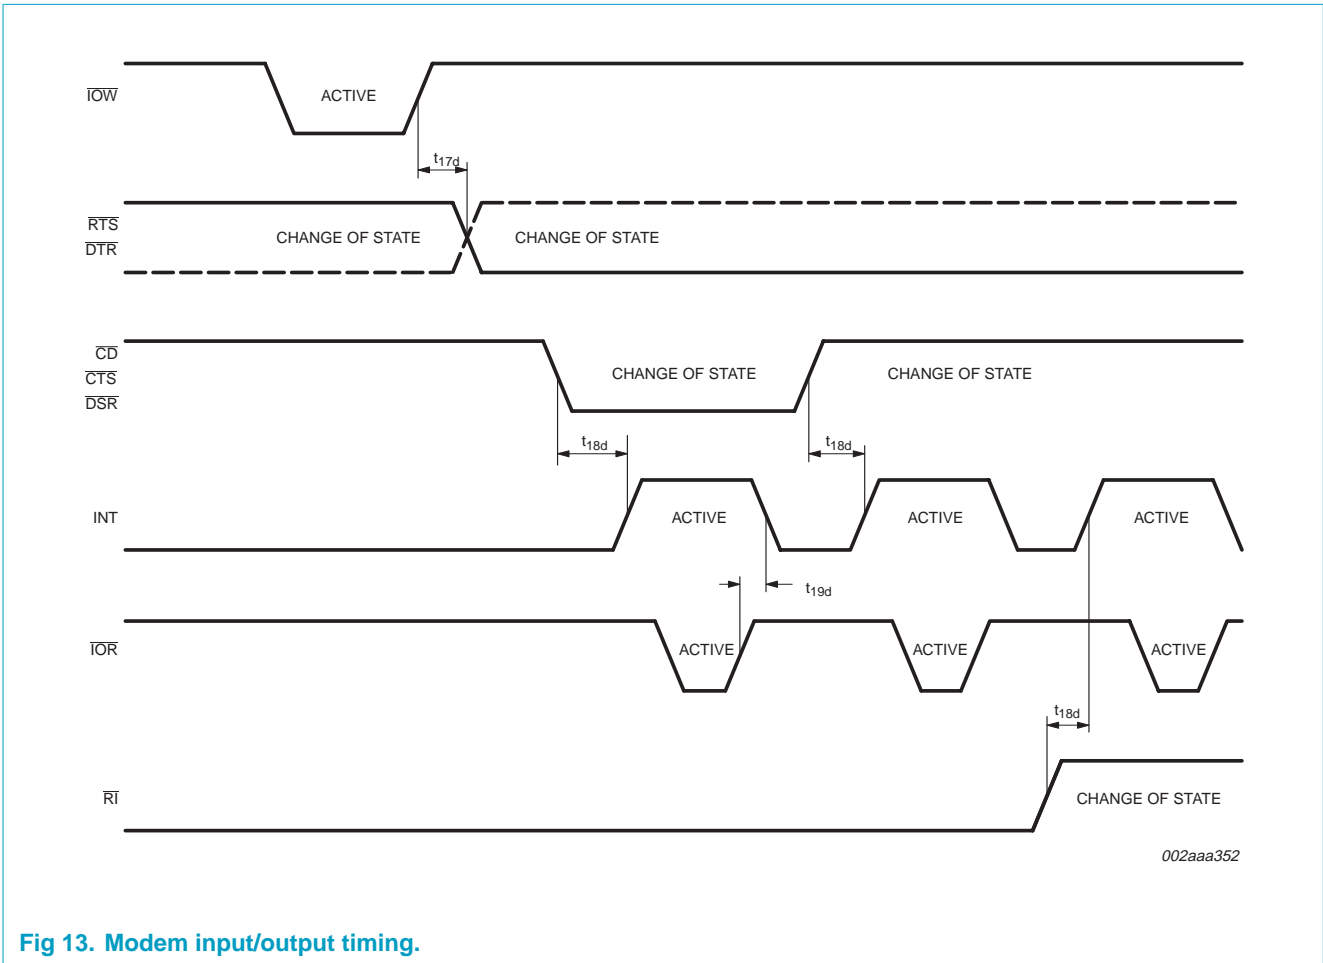 IOW
ACTIVE
t17d
RTS
DTR
CHANGE OF STATE CHANGE OF STATE
CD
CTS
DSR
CHANGE OF STATE CHANGE OF STATE
t18d t18d
INT ACTIVE ACTIVE ACTIVE
t19d
IOR ACTIVE ACTIVE ACTIVE
t18d
RI CHANGE OF STATE
002aaa352
Fig 13. Modem input/output timing.